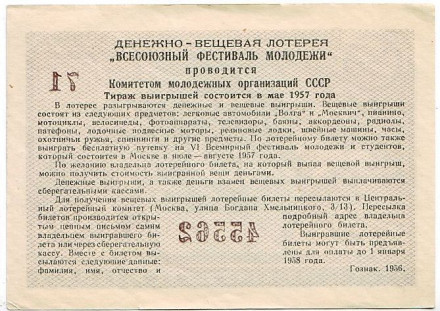 ДЕНЕЖНО-ВЕЩЕВАЯ ЛОТЕРЕЯ
„ВСЕСОЮЗНЫЙ ФЕСТИВАЛЬ МОЛОДЕЖИ“
проводится
Комитетом молодежных организаций СССР
Тираж выигрышей состоится в мае 1957 года
71
В лотерее разыгрываются денежные и вещевые выигрыши. Вещевые выигрыши
состоят из следующих предметов: легковые автомобили „Волга“ и „Москвич“, пианино,
мотоциклы, велосипеды, фотоаппараты, телевизоры, баяны, аккордеоны, радиолы,
патефоны, лодочные подвесные моторы, резиновые лодки, швейные машины, часы,
охотничьи ружья, пишущие и другие предметы. По лотерейному билету можно также
выиграть бесплатную путевку на VI Всемирный фестиваль молодежи и студентов,
который состоится в Москве в июле—августе 1957 года.
По желанию владельца лотерейного билета, на который выпал вещевой выигрыш,
можно получить стоимость выигранной вещи деньгами.
Денежные выигрыши, а также деньги взамен вещевых выигрышей выплачиваются
сберегательными кассами.
Для получения вещевых выигрышей лотерейные билеты пересылаются в Централь-
ный лотерейный комитет (Москва, улица Богдана Хмельницкого, 3/13). Пересылка
билетов производится откры-
тым ценным письмом самим
владельцем выигравшего би-
лета или через сберегательную
кассу. Вместе с билетом вы-
сылаются следующие данные:
фамилия, имя, отчество и
45562
подробный адрес владельца
лотерейного билета.
Выигравшие лотерейные
билеты могут быть предъяв-
лены для оплаты до 1 января
1958 года.
Гознак. 1956.